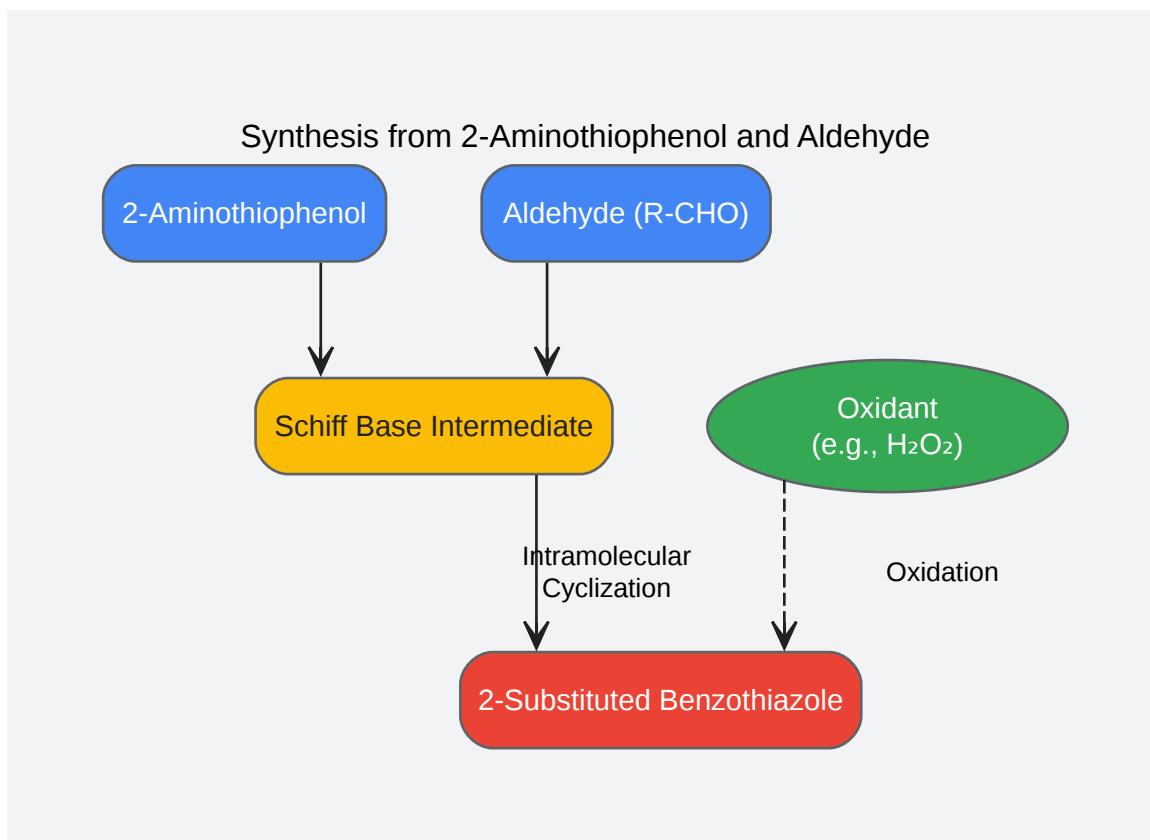 Synthesis from 2-Aminothiophenol and Aldehyde
2-Aminothiophenol
Aldehyde (R-CHO)
Schiff Base Intermediate
Oxidant
(e.g., H₂O₂)
Intramolecular
Cyclization
Oxidation
2-Substituted Benzothiazole